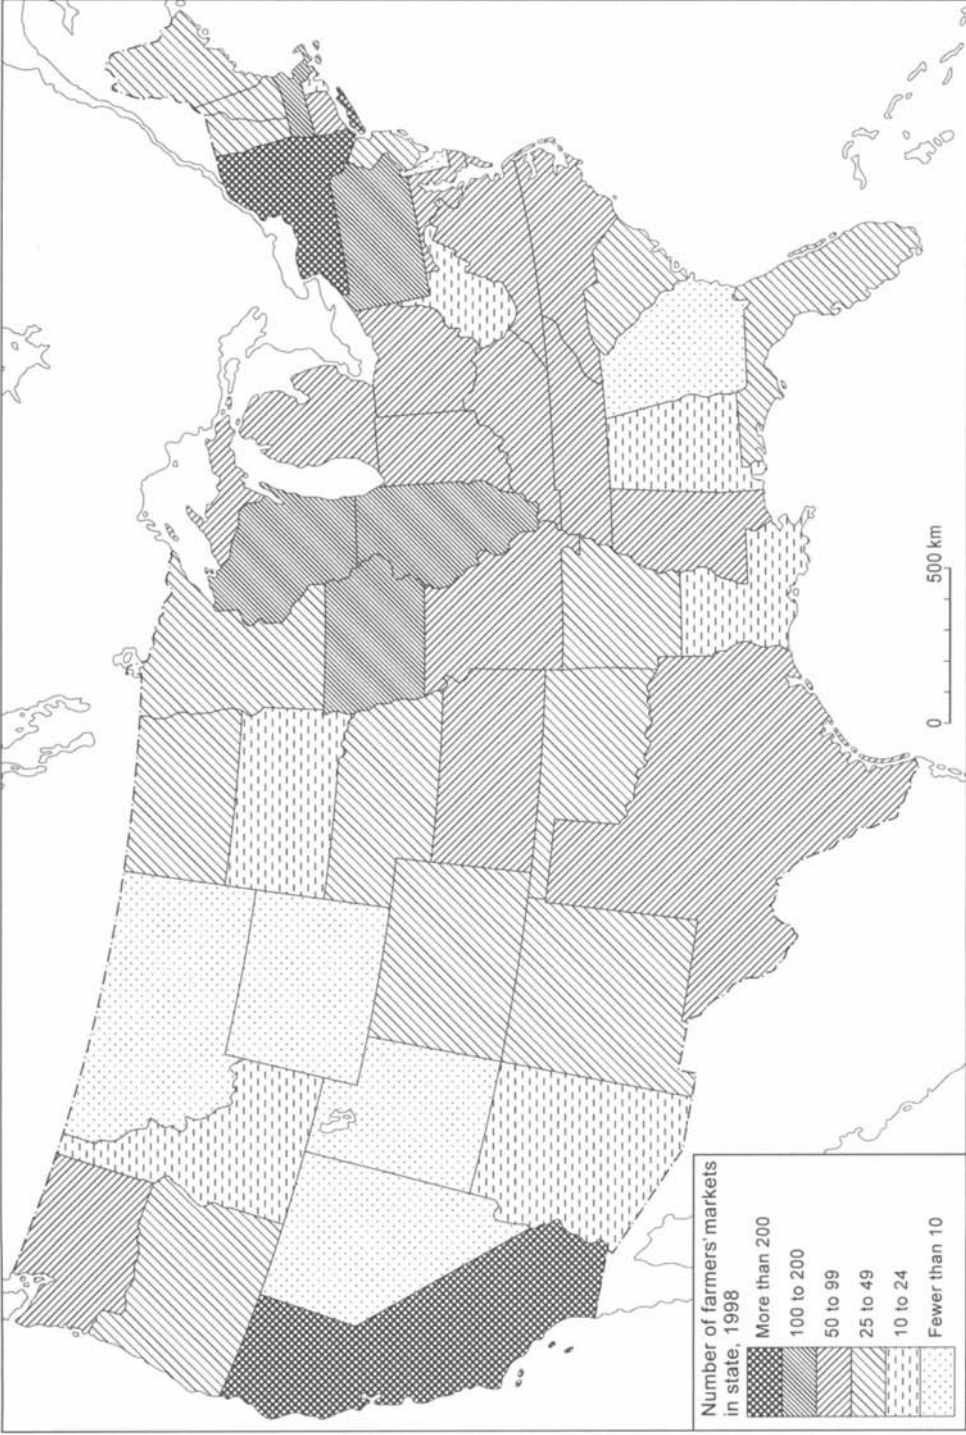 Number of farmers' markets
in state, 1998
More than 200
100 to 200
50 to 99
25 to 49
10 to 24
Fewer than 10
0 500 km